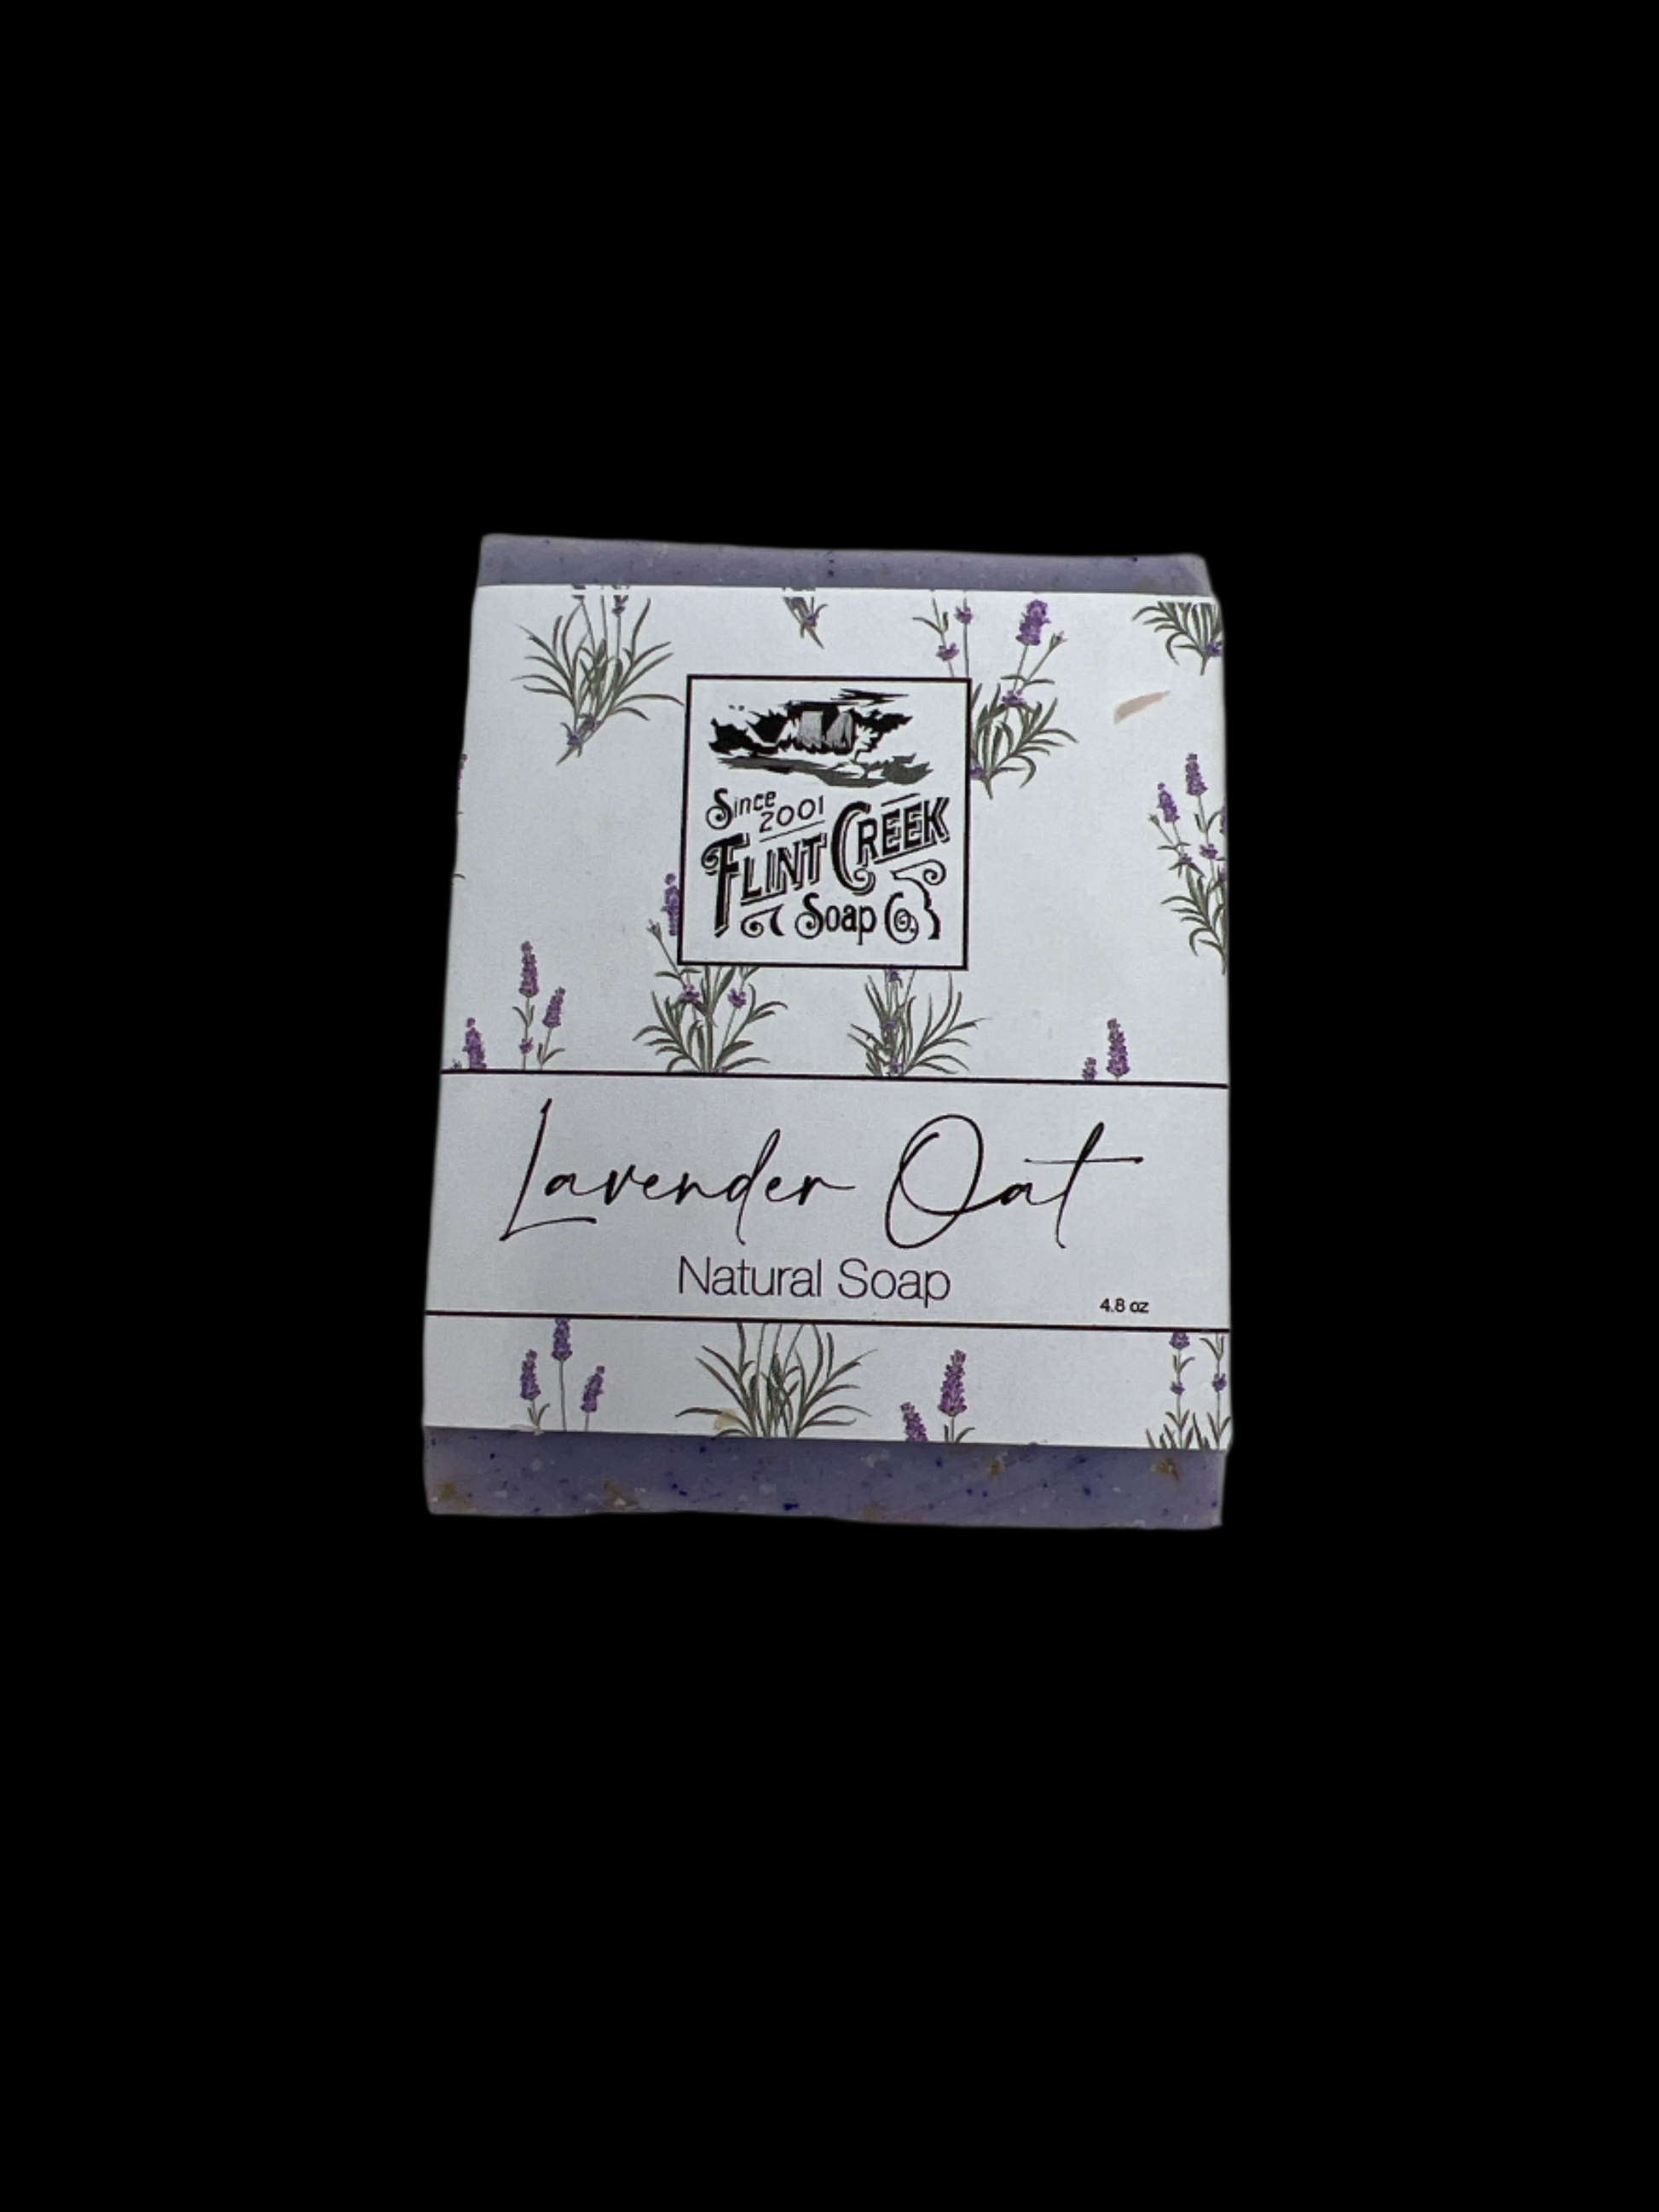 Since
2001
FLINT CREEK
Soap Co
Lavender Oat
Natural Soap
4.8 oz